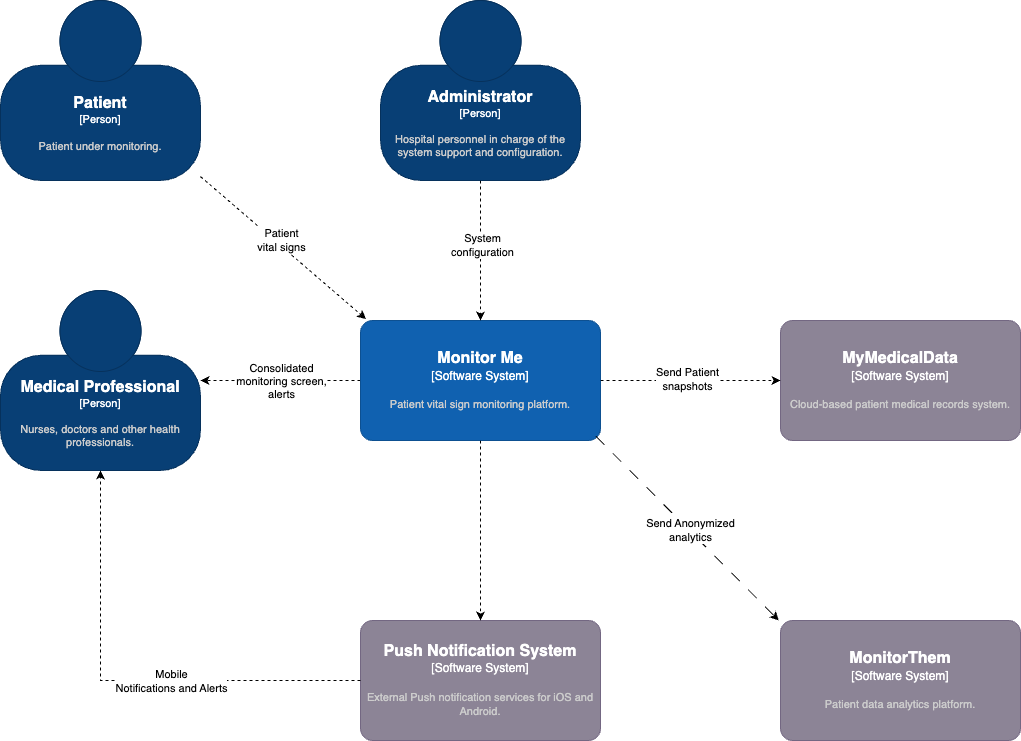 Patient
[Person]
Patient under monitoring.
Administrator
[Person]
Hospital personnel in charge of the
system support and configuration.
Patient
vital signs
System
configuration
Medical Professional
[Person]
Nurses, doctors and other health
professionals.
Consolidated
monitoring screen,
alerts
Monitor Me
[Software System]
Patient vital sign monitoring platform.
Send Patient
snapshots
MyMedicalData
[Software System]
Cloud-based patient medical records system.
Send Anonymized
analytics
Mobile
Notifications and Alerts
Push Notification System
[Software System]
External Push notification services for iOS and
Android.
MonitorThem
[Software System]
Patient data analytics platform.